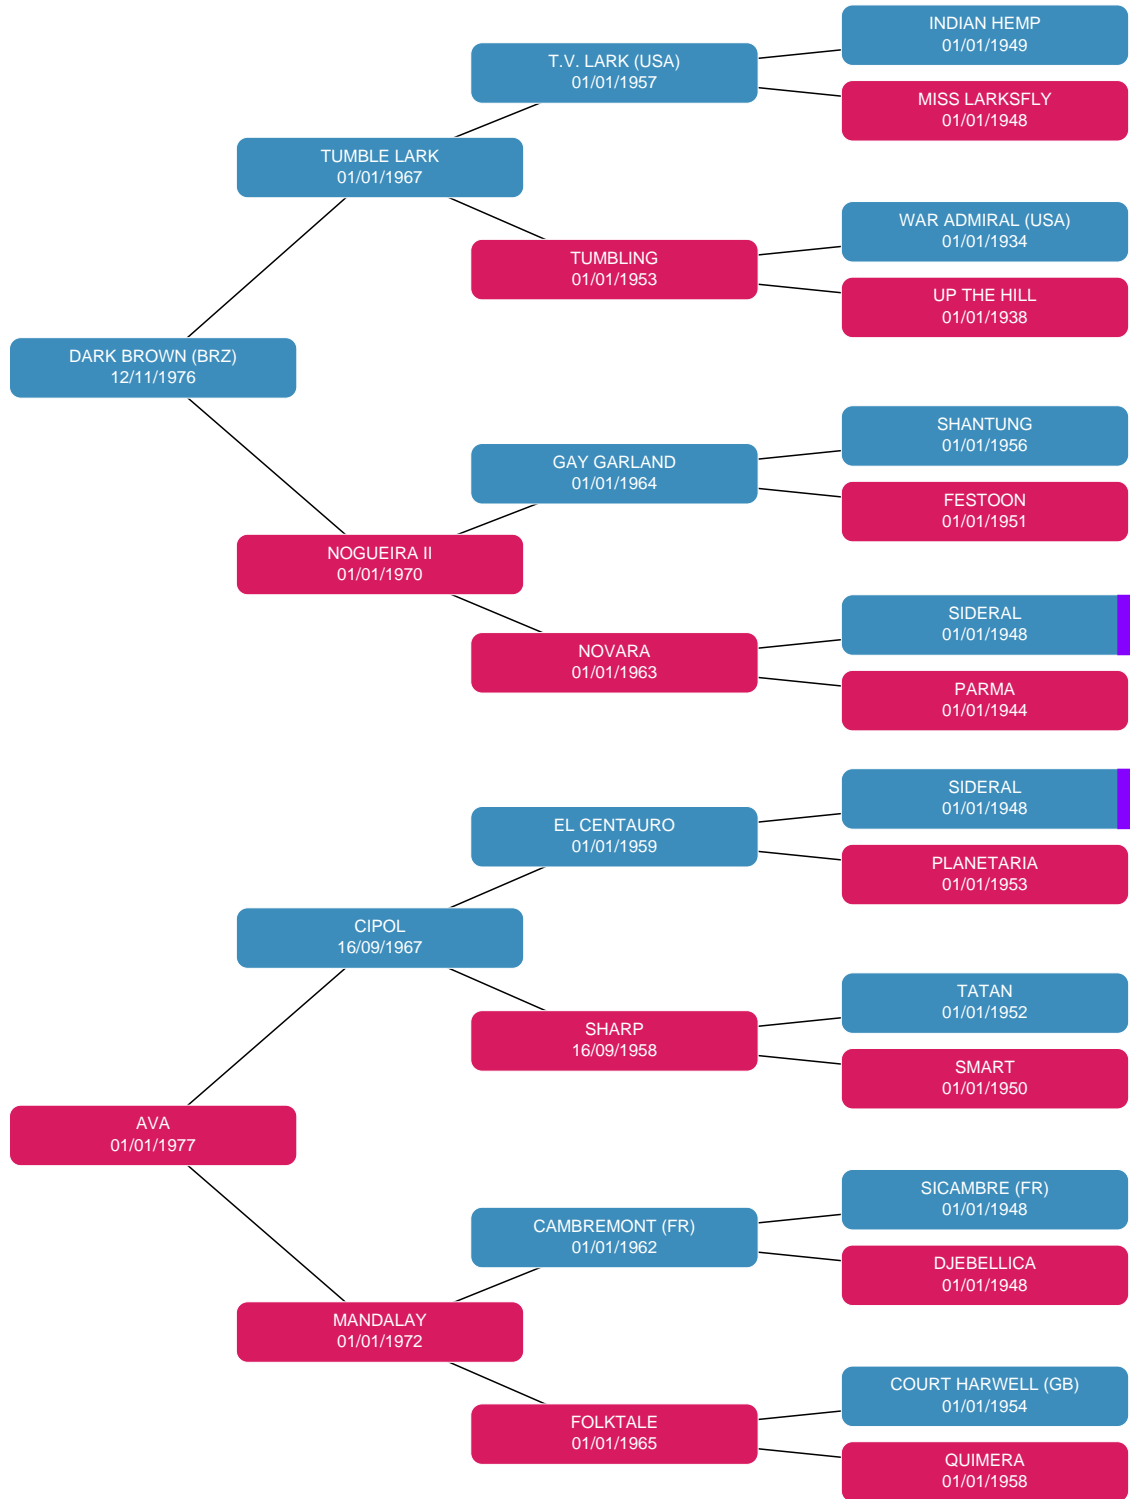 INDIAN HEMP
01/01/1949
T.V. LARK (USA)
01/01/1957
MISS LARKSFLY
01/01/1948
TUMBLE LARK
01/01/1967
WAR ADMIRAL (USA)
01/01/1934
TUMBLING
01/01/1953
UP THE HILL
01/01/1938
DARK BROWN (BRZ)
12/11/1976
SHANTUNG
01/01/1956
GAY GARLAND
01/01/1964
FESTOON
01/01/1951
NOGUEIRA II
01/01/1970
SIDERAL
01/01/1948
NOVARA
01/01/1963
PARMA
01/01/1944
SIDERAL
01/01/1948
EL CENTAURO
01/01/1959
PLANETARIA
01/01/1953
CIPOL
16/09/1967
TATAN
01/01/1952
SHARP
16/09/1958
SMART
01/01/1950
AVA
01/01/1977
SICAMBRE (FR)
01/01/1948
CAMBREMONT (FR)
01/01/1962
DJEBELLICA
01/01/1948
MANDALAY
01/01/1972
COURT HARWELL (GB)
01/01/1954
FOLKTALE
01/01/1965
QUIMERA
01/01/1958